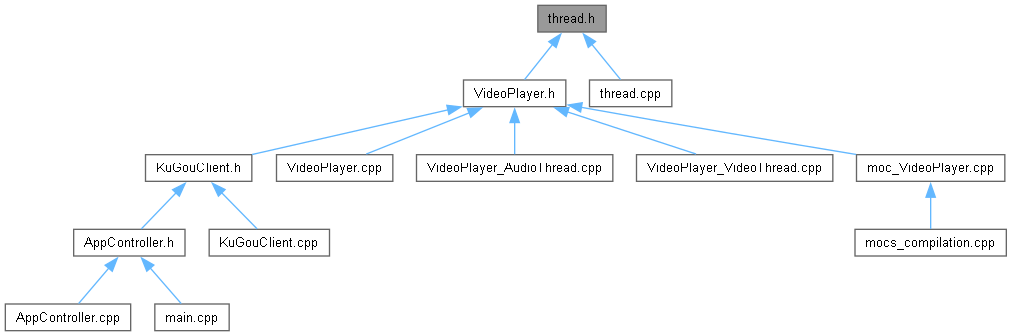 thread.h
VideoPlayer.h
thread.cpp
KuGouClient.h
VideoPlayer.cpp
VideoPlayer_AudioThread.cpp
VideoPlayer_VideoThread.cpp
moc_VideoPlayer.cpp
AppController.h
KuGouClient.cpp
mocs_compilation.cpp
AppController.cpp
main.cpp